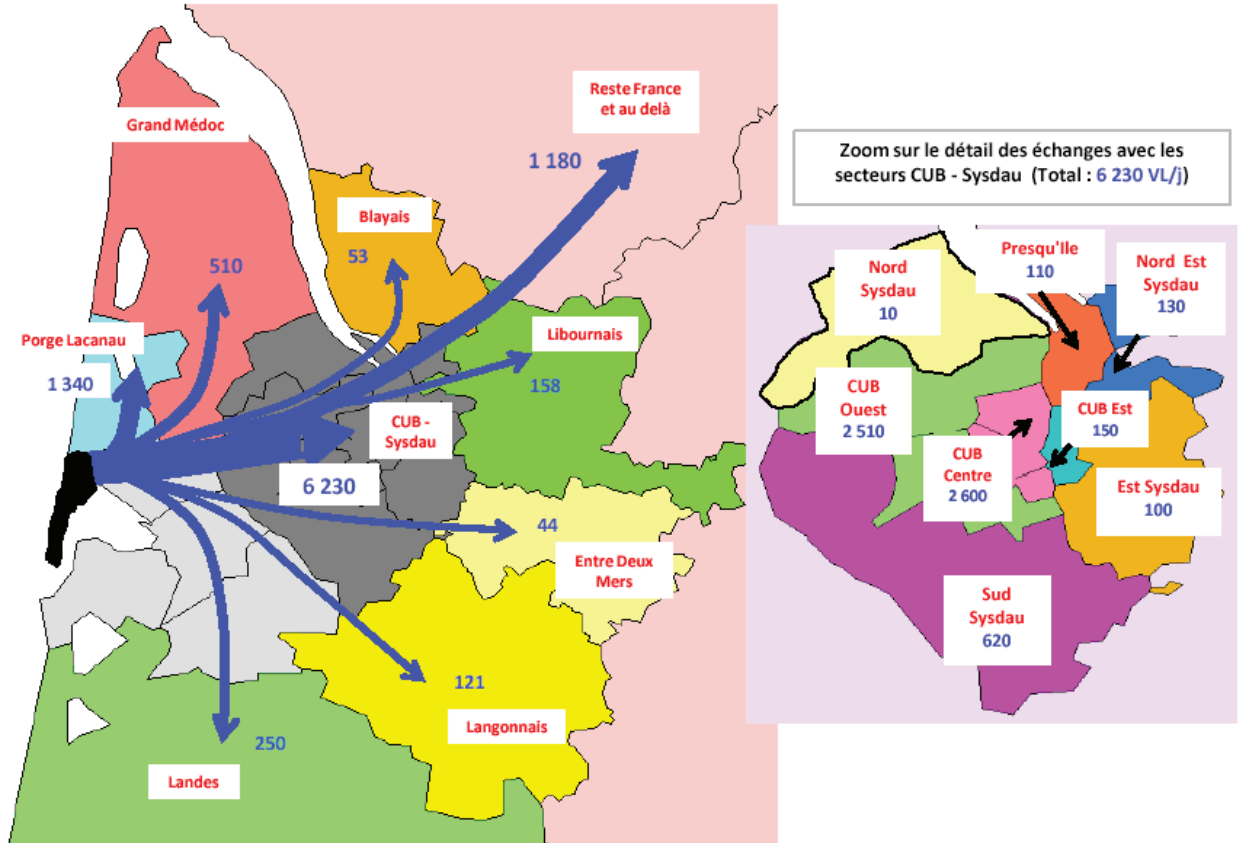 Grand Médoc
Reste France
et au delà
1 180
Blayais
53
510
Porge Lacanau
1 340
Libournais
158
CUB -
Sysdau
6 230
44
Entre Deux
Mers
121
Langonnais
250
Landes
Zoom sur le détail des échanges avec les
secteurs CUB - Sysdau (Total : 6 230 VL/j)
Presqu'Ile
110
Nord Est
Sysdau
130
Nord
Sysdau
10
CUB
Ouest
2 510
CUB Est
150
CUB
Centre
2 600
Est Sysdau
100
Sud
Sysdau
620